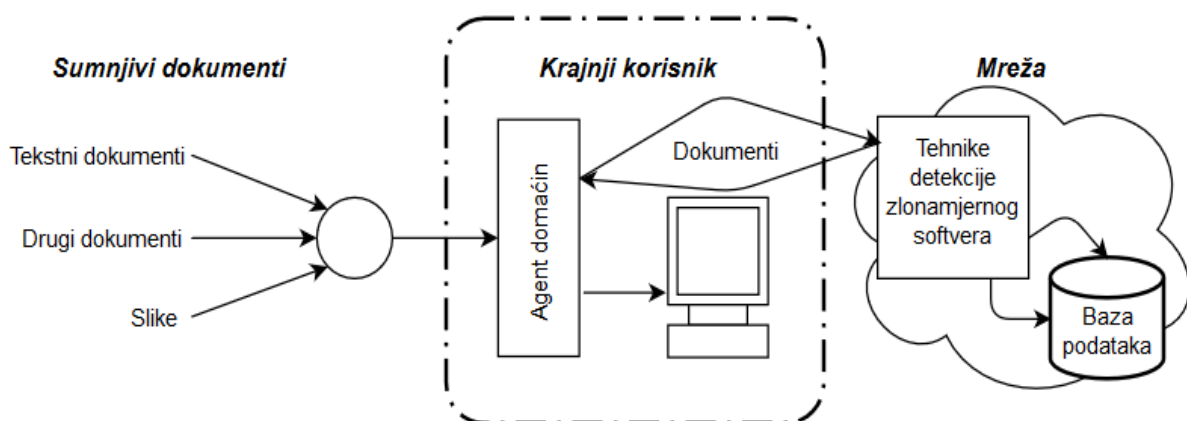 Sumnjivi dokumenti
Krajnji korisnik
Mreža
Tekstni dokumenti
Drugi dokumenti
Slike
Agent domaćin
Dokumenti
Tehnike
detekcije
zlonamjernog
softvera
Baza
podataka